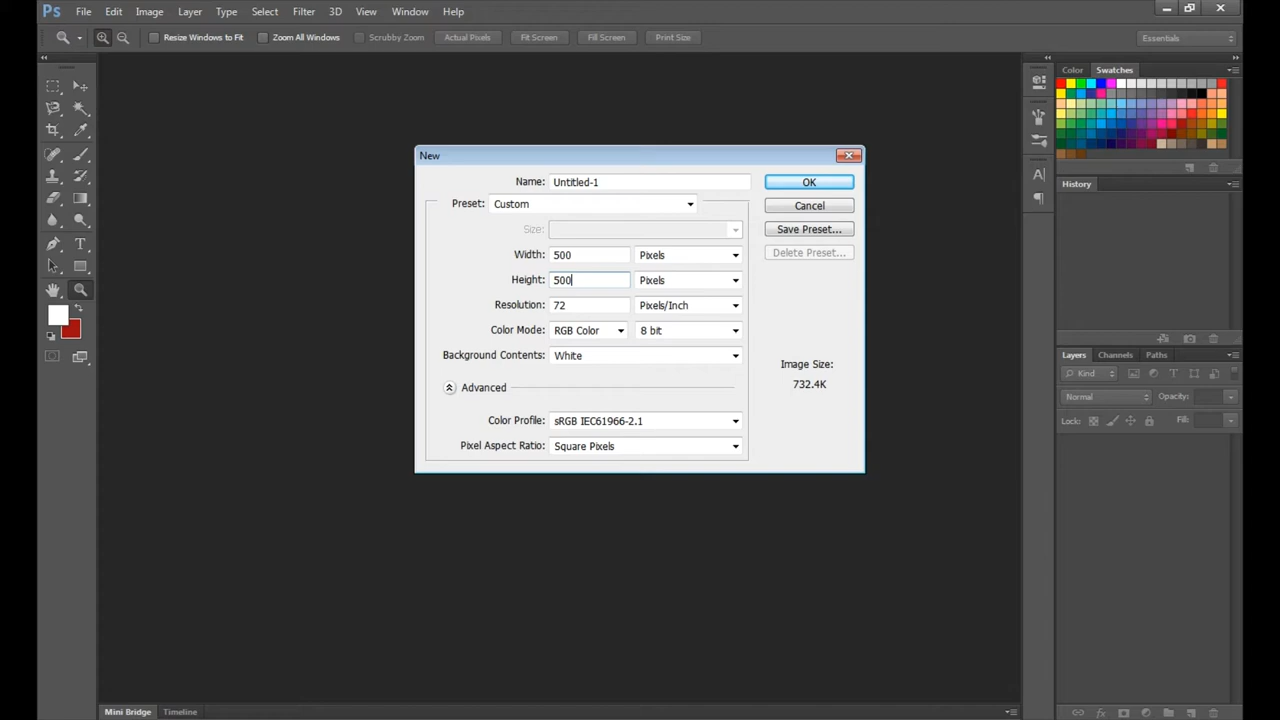 Ps File Edit Image Layer Type Select Filter 3D View Window Help
Resize Windows to Fit Zoom All Windows Scrubby Zoom Actual Pixels Fit Screen Fill Screen Print Size Essentials
Color Swatches
New
Name: Untitled-1 OK
Preset: Custom Cancel
Size: Save Preset...
Width: 500 Pixels Delete Preset...
Height: 500 Pixels
Resolution: 72 Pixels/Inch
Color Mode: RGB Color 8 bit
Background Contents: White
Image Size:
732.4K
Advanced
Color Profile: sRGB IEC61966-2.1
Pixel Aspect Ratio: Square Pixels
History
Layers Channels Paths
Kind
Normal Opacity:
Lock: Fill:
Mini Bridge Timeline